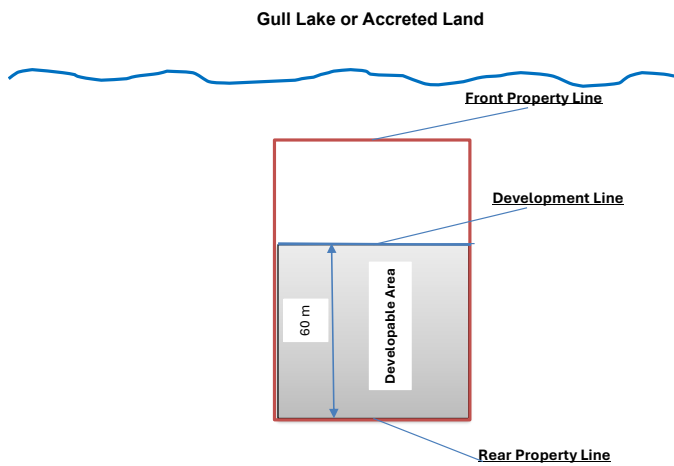 Gull Lake or Accreted Land
Front Property Line
Development Line
60 m
Developable Area
Rear Property Line